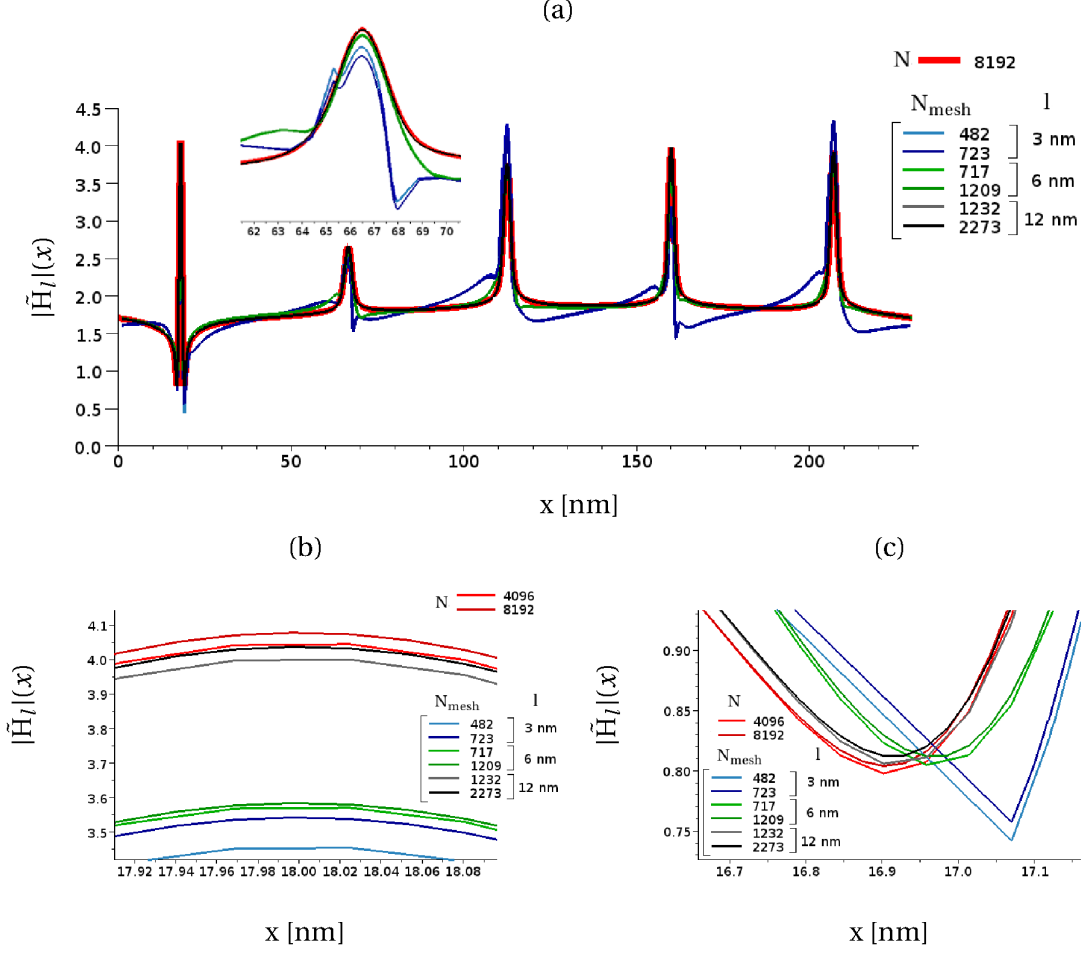 (a)
N 8192
N_mesh l
482
723
3 nm
717
1209
6 nm
1232
2273
12 nm
|H̃_l|(x)
4.5
4.0
3.5
3.0
2.5
2.0
1.5
1.0
0.5
0.0
62 63 64 65 66 67 68 69 70
0 50 100 150 200
x [nm]
(b)
N 4096
8192
N_mesh l
482
723
3 nm
717
1209
6 nm
1232
2273
12 nm
|H̃_l|(x)
4.1
4.0
3.9
3.8
3.7
3.6
3.5
17.92 17.94 17.96 17.98 18.00 18.02 18.04 18.06 18.08
x [nm]
(c)
|H̃_l|(x)
0.90
0.85
0.80
0.75
N
4096
8192
N_mesh l
482
723
3 nm
717
1209
6 nm
1232
2273
12 nm
16.7 16.8 16.9 17.0 17.1
x [nm]